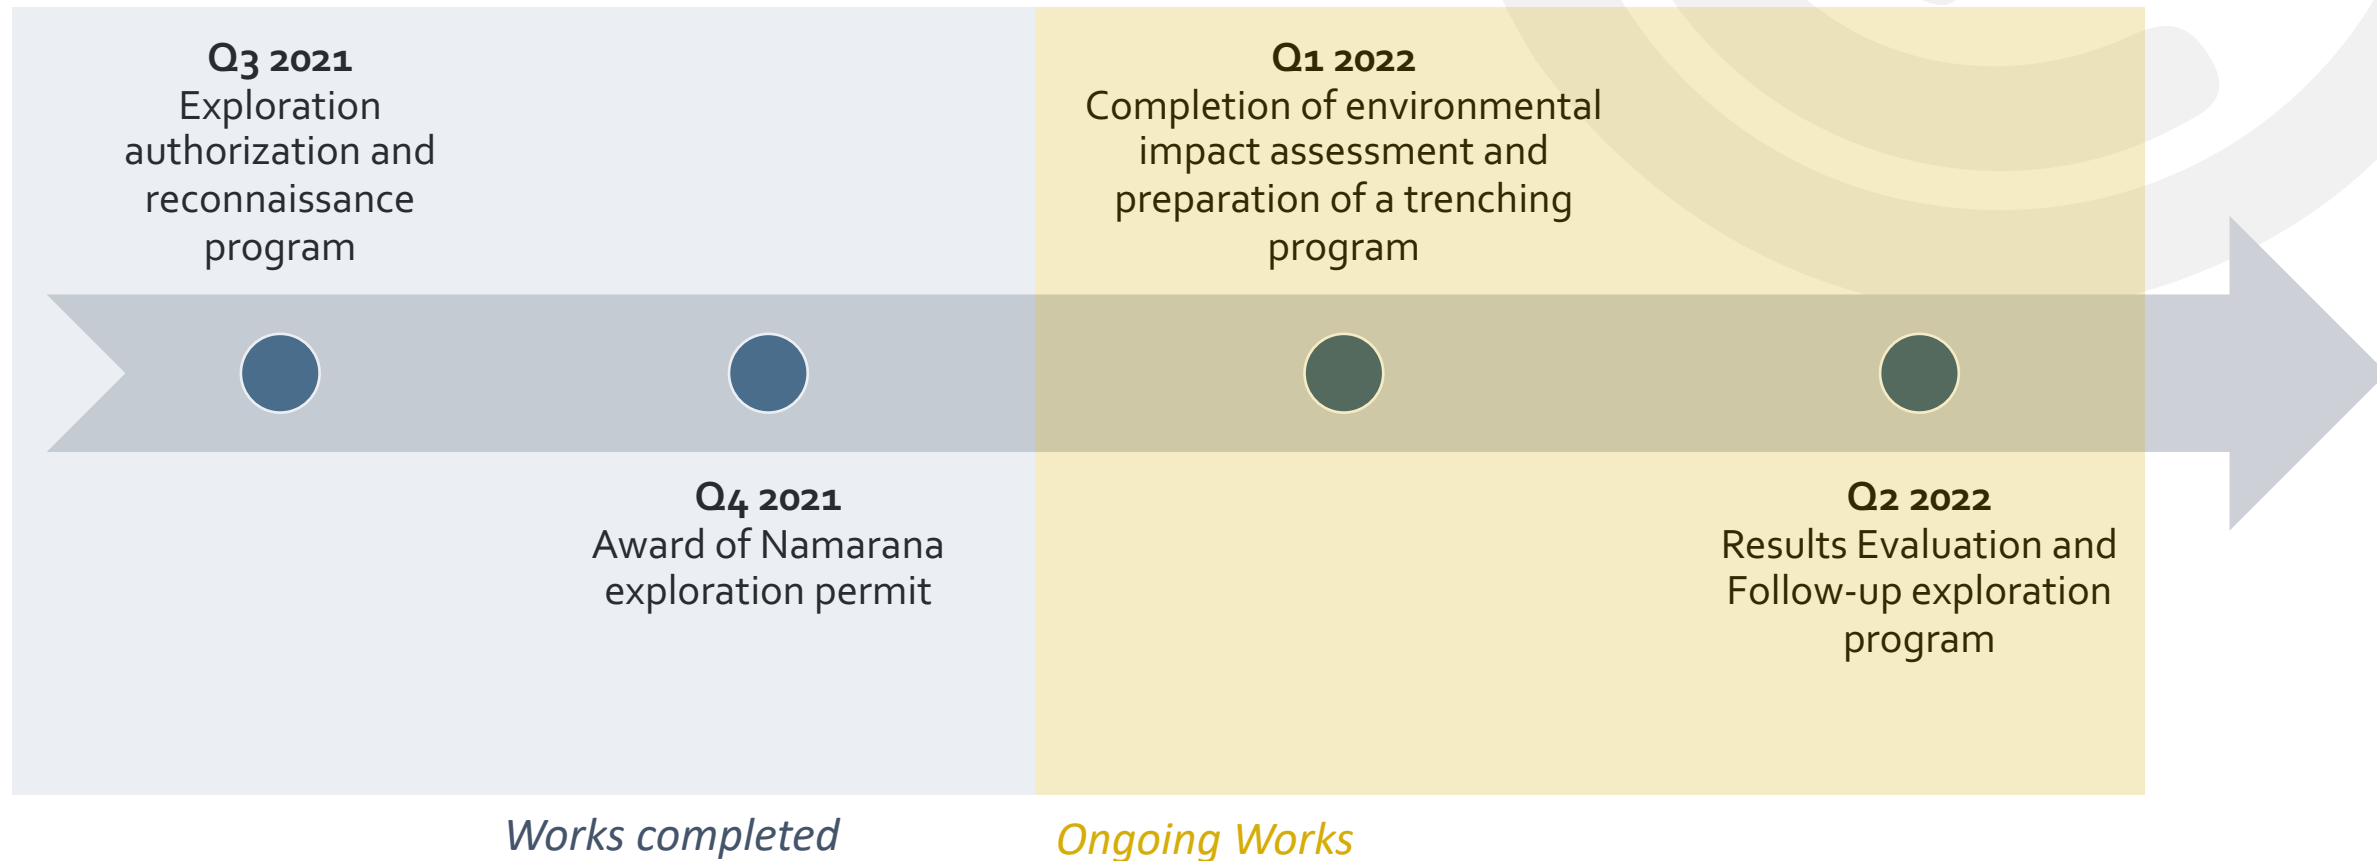 Q3 2021
Exploration
authorization and
reconnaissance
program
Q1 2022
Completion of environmental
impact assessment and
preparation of a trenching
program
Q4 2021
Award of Namarana
exploration permit
Q2 2022
Results Evaluation and
Follow-up exploration
program
Works completed
Ongoing Works